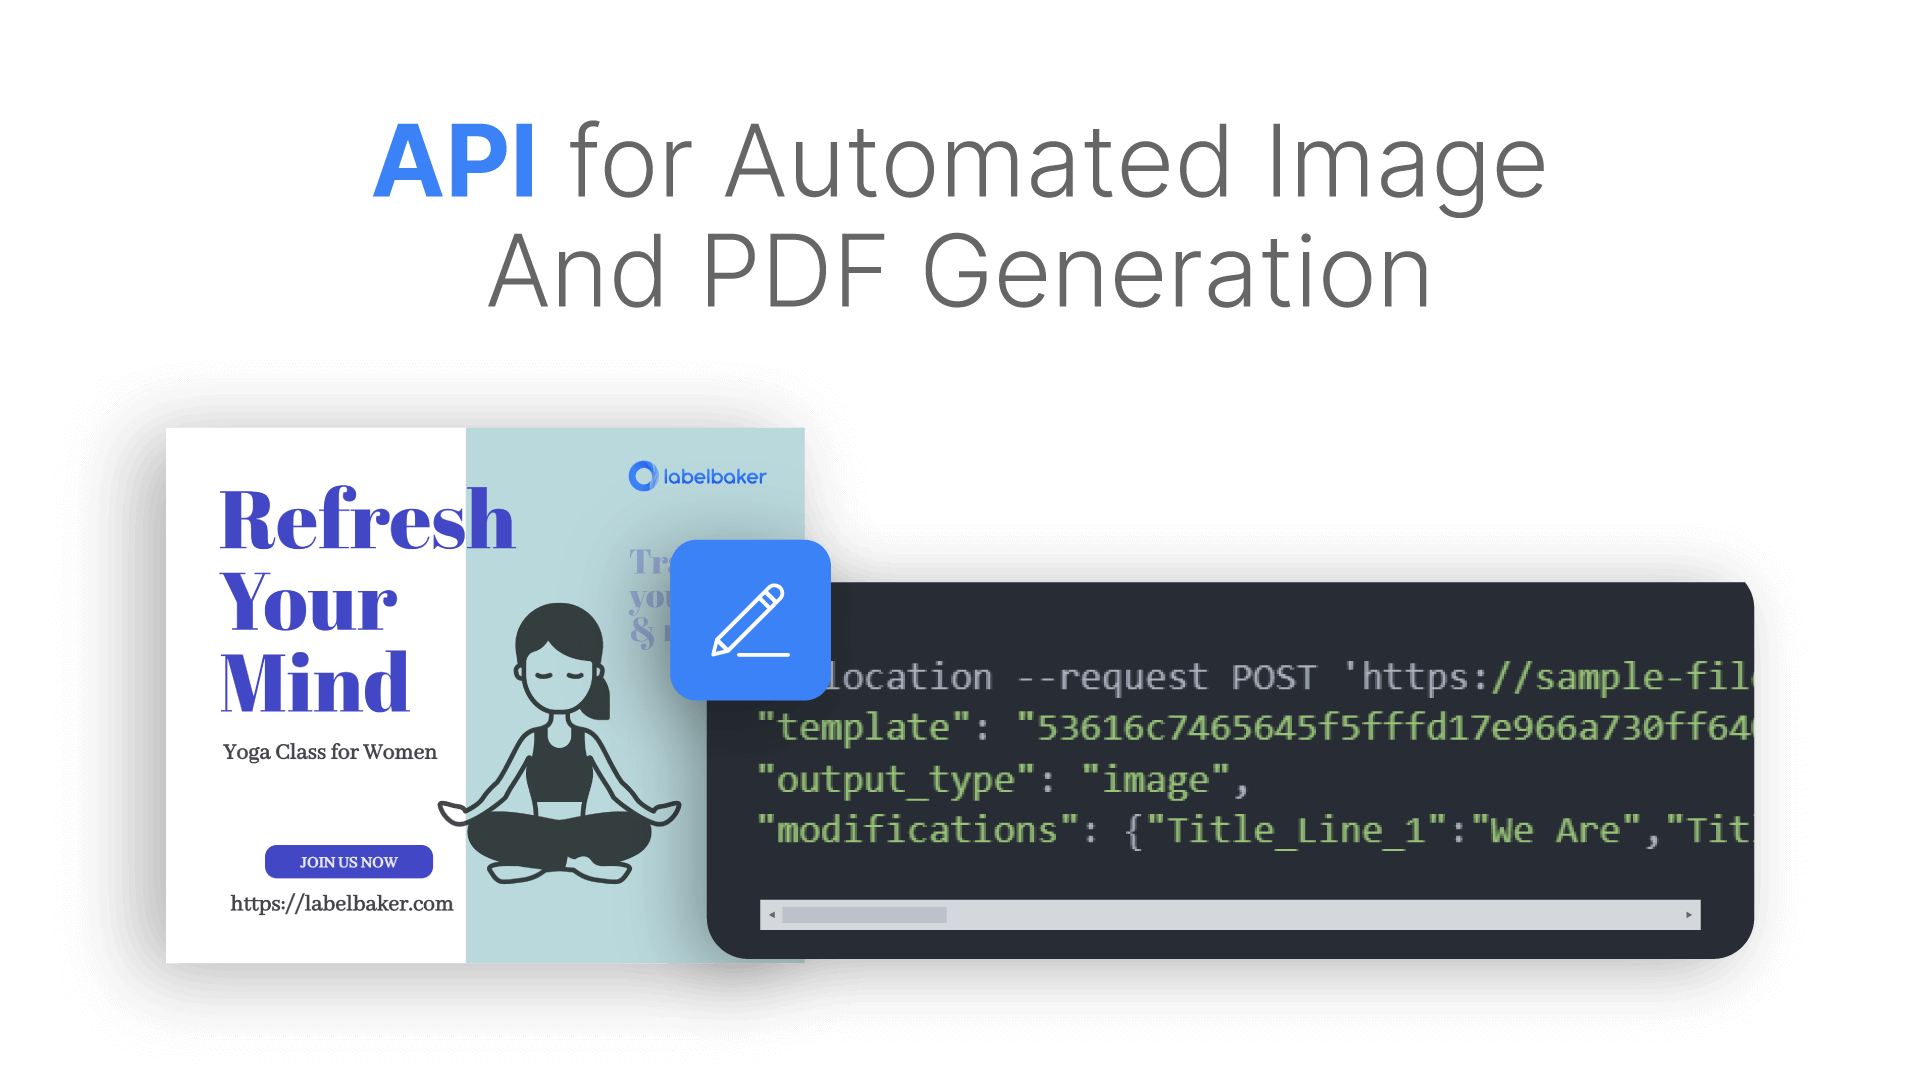 API for Automated Image
And PDF Generation
labelbaker
Refresh
Your
Mind
Yoga Class for Women
JOIN US NOW
https://labelbaker.com
&
location --request POST 'https://sample-fil
"template": "53616c7465645f5fffd17e966a730ff64
"output_type": "image",
"modifications": {"Title_Line_1":"We Are","Tit